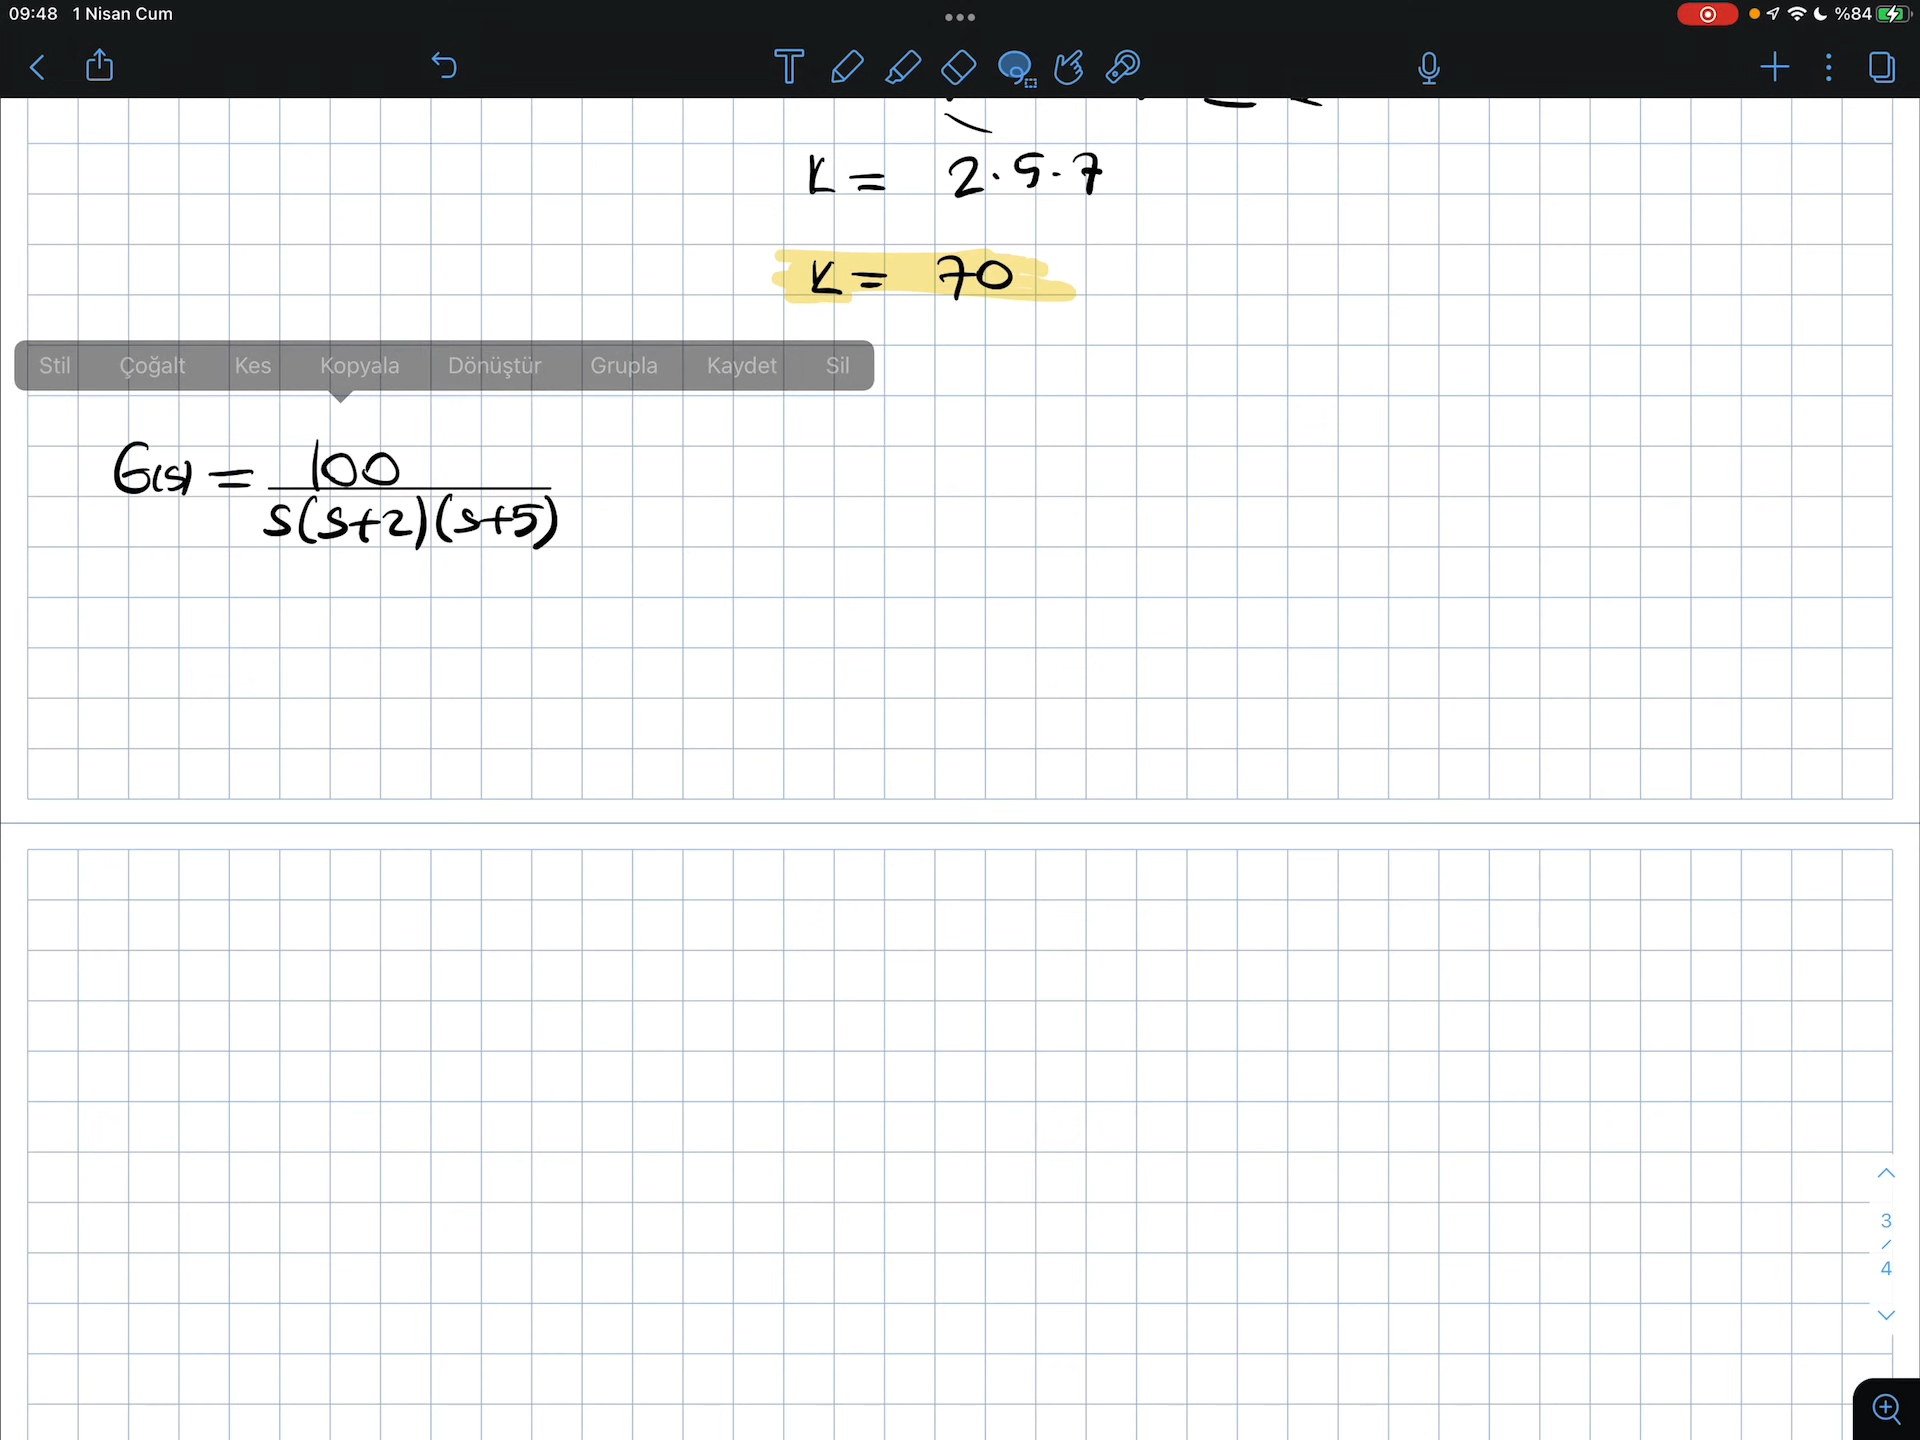 09:48 1 Nisan Cum
%84
K = 2·5·7
K = 70
Stil Çoğalt Kes Kopyala Dönüştür Grupla Kaydet Sil
G(s) = 100
s(s+2)(s+5)
3
4